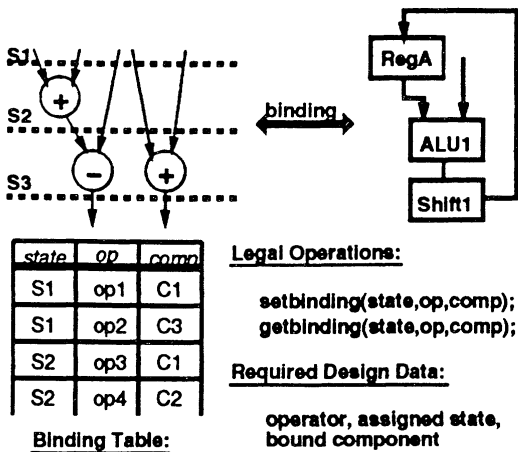 S1
+
S2
−
+
S3
binding
RegA
ALU1
Shift1
state op comp
S1 op1 C1
S1 op2 C3
S2 op3 C1
S2 op4 C2
Binding Table:
Legal Operations:
setbinding(state,op,comp);
getbinding(state,op,comp);
Required Design Data:
operator, assigned state,
bound component